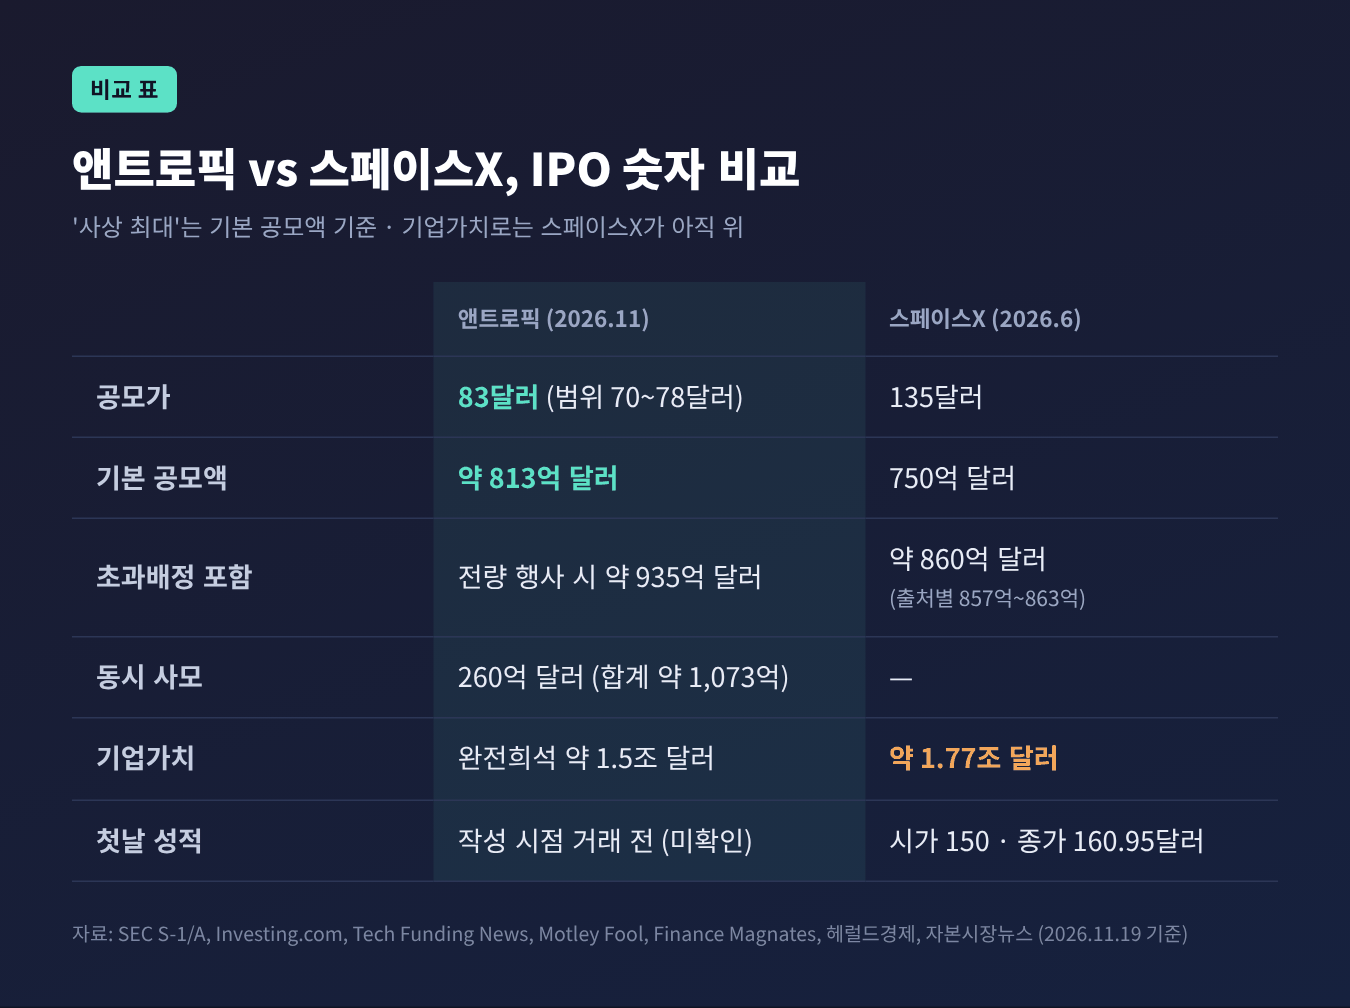 비교 표
앤트로픽 vs 스페이스X, IPO 숫자 비교
'사상 최대'는 기본 공모액 기준 · 기업가치로는 스페이스X가 아직 위
앤트로픽 (2026.11) 스페이스X (2026.6)
공모가 83달러 (범위 70~78달러) 135달러
기본 공모액 약 813억 달러 750억 달러
초과배정 포함 전량 행사 시 약 935억 달러 약 860억 달러
(출처별 857억~863억)
동시 사모 260억 달러 (합계 약 1,073억) —
기업가치 완전희석 약 1.5조 달러 약 1.77조 달러
첫날 성적 작성 시점 거래 전 (미확인) 시가 150 · 종가 160.95달러
자료: SEC S-1/A, Investing.com, Tech Funding News, Motley Fool, Finance Magnates, 헤럴드경제, 자본시장뉴스 (2026.11.19 기준)